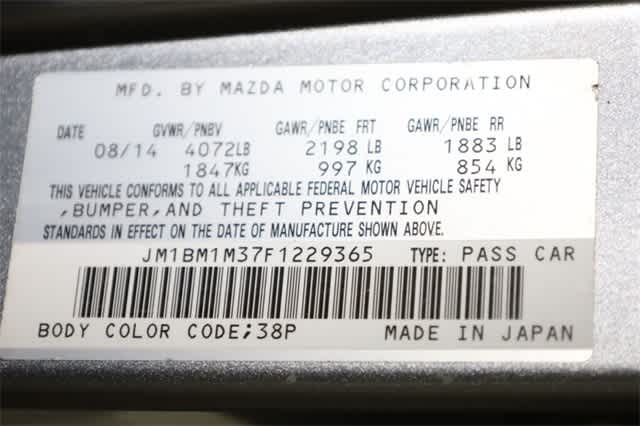 MFD. BY MAZDA MOTOR CORPORATION
DATE GVWR/PNBV GAWR/PNBE FRT GAWR/PNBE RR
08/14 4072LB 2198 LB 1883 LB
1847KG 997 KG 854 KG
THIS VEHICLE CONFORMS TO ALL APPLICABLE FEDERAL MOTOR VEHICLE SAFETY
,BUMPER,AND THEFT PREVENTION
STANDARDS IN EFFECT ON THE DATE OF MANUFACTURE SHOWN ABOVE.
JM1BM1M37F1229365 TYPE: PASS CAR
BODY COLOR CODE;38P MADE IN JAPAN